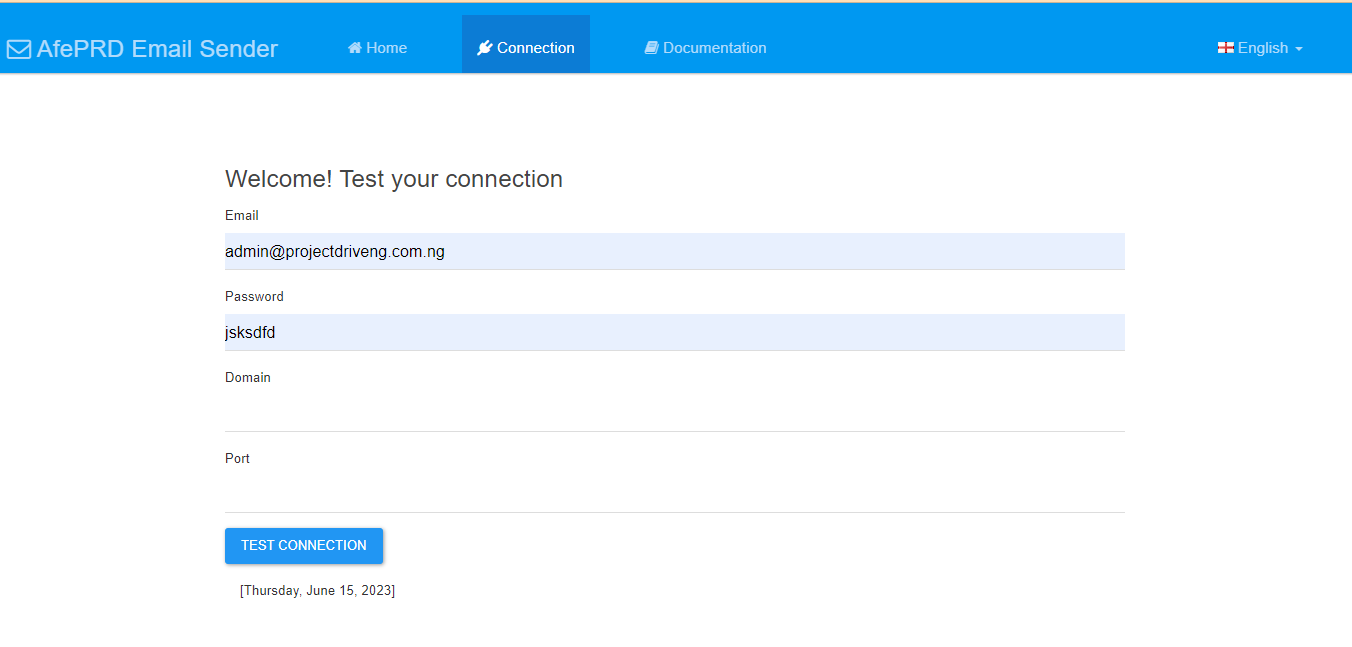 AfePRD Email Sender Home Connection Documentation English
Welcome! Test your connection
Email
admin@projectdriveng.com.ng
Password
jsksdfd
Domain
Port
TEST CONNECTION
[Thursday, June 15, 2023]